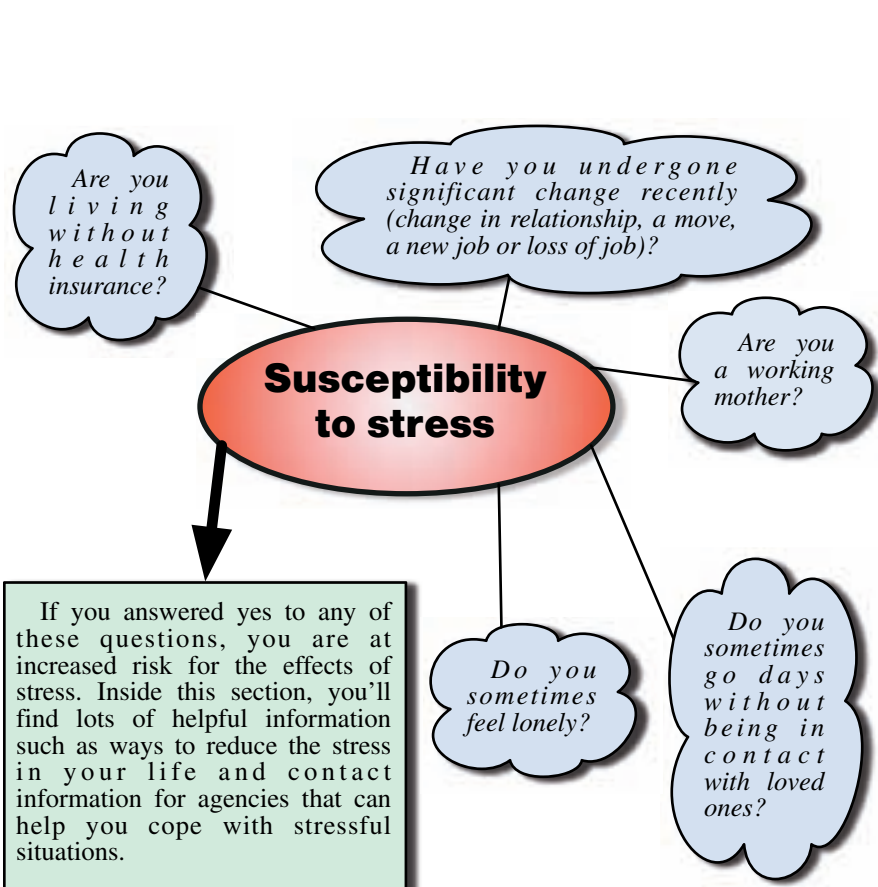 Are you
living
without
health
insurance?
Have you undergone
significant change recently
(change in relationship, a move,
a new job or loss of job)?
Susceptibility
to stress
Are you
a working
mother?
Do you
sometimes
feel lonely?
Do you
sometimes
go days
without
being in
contact
with loved
ones?
If you answered yes to any of
these questions, you are at
increased risk for the effects of
stress. Inside this section, you'll
find lots of helpful information
such as ways to reduce the stress
in your life and contact
information for agencies that can
help you cope with stressful
situations.